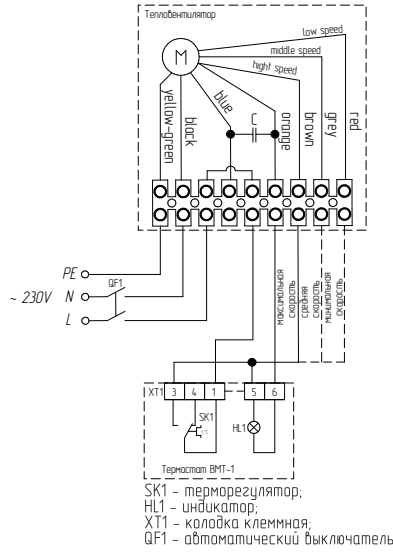 Тепловентилятор
low speed
middle speed
hight speed
M
yellow-green
black
blue
C
orange
brown
grey
red
PE
~ 230V
N
QF1
L
максимальная скорость
средняя скорость
минимальная скорость
XT1
3
4
1
5
6
SK1
t°C
HL1
Термостат ВМТ-1
SK1 - терморегулятор;
HL1 - индикатор;
XT1 - колодка клеммная;
QF1 - автоматический выключатель